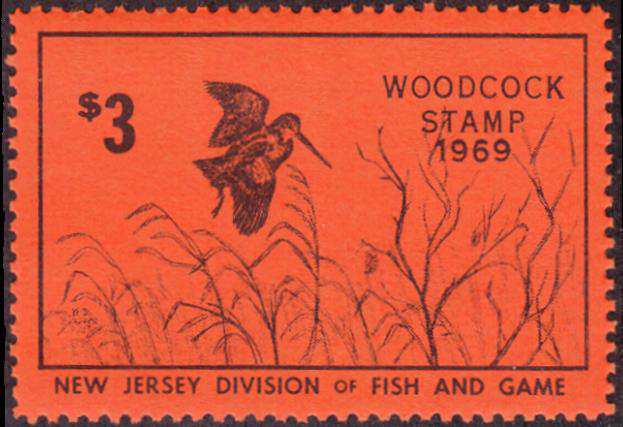 $3
WOODCOCK
STAMP
1969
NEW JERSEY DIVISION OF FISH AND GAME